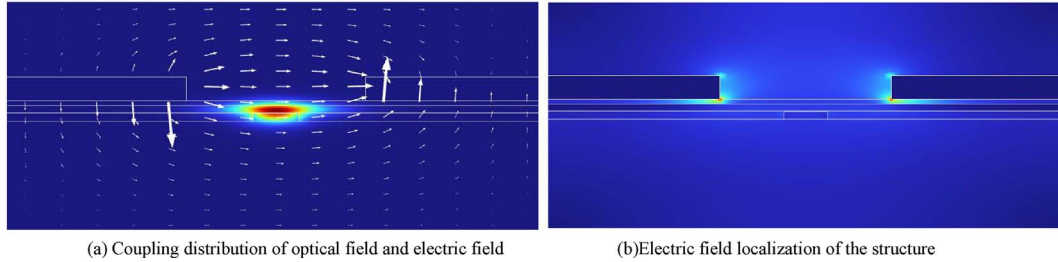 (a) Coupling distribution of optical field and electric field
(b)Electric field localization of the structure